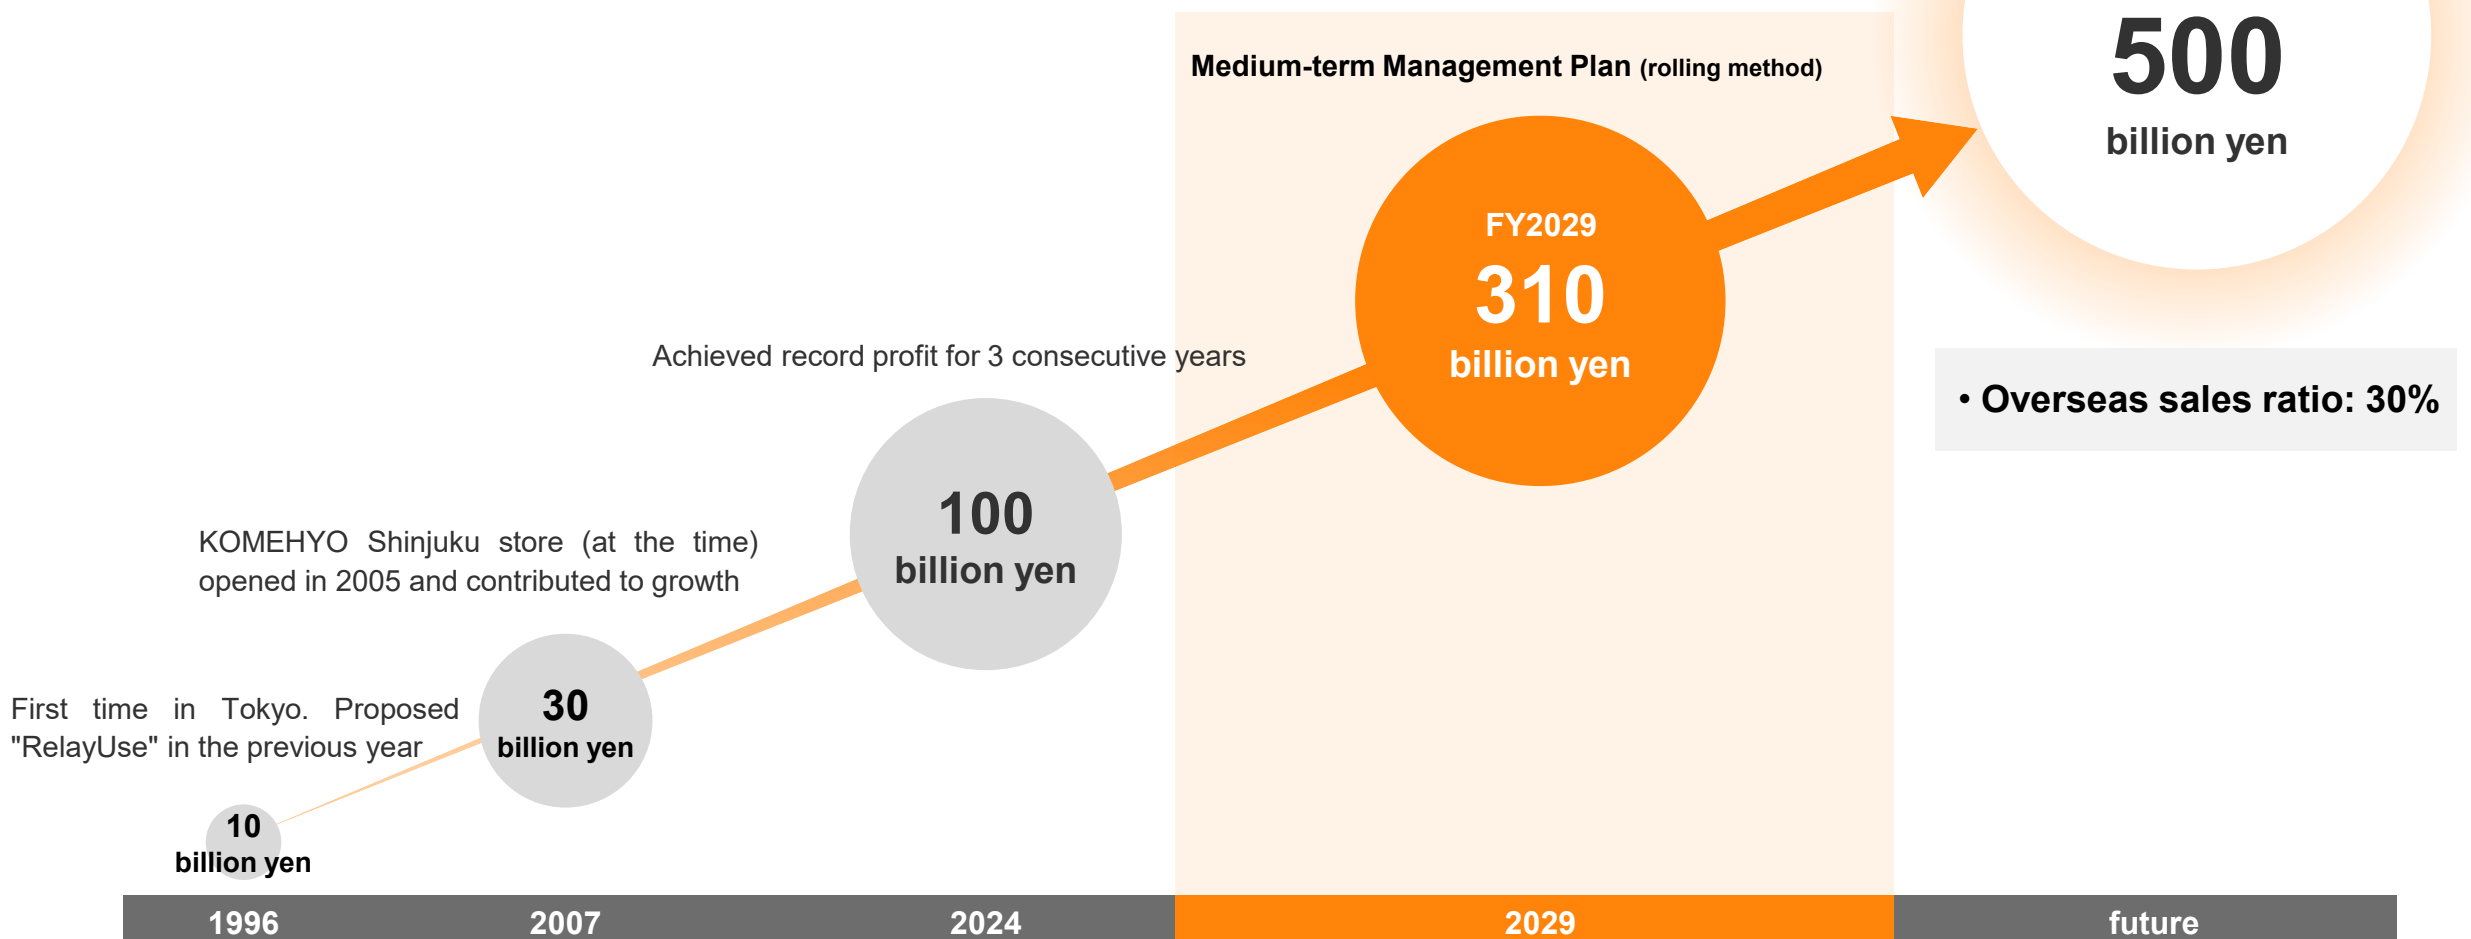 500
billion yen
Medium-term Management Plan (rolling method)
FY2029
310
billion yen
• Overseas sales ratio: 30%
Achieved record profit for 3 consecutive years
100
billion yen
KOMEHYO Shinjuku store (at the time)
opened in 2005 and contributed to growth
30
billion yen
First time in Tokyo. Proposed
"RelayUse" in the previous year
10
billion yen
1996 2007 2024 2029 future